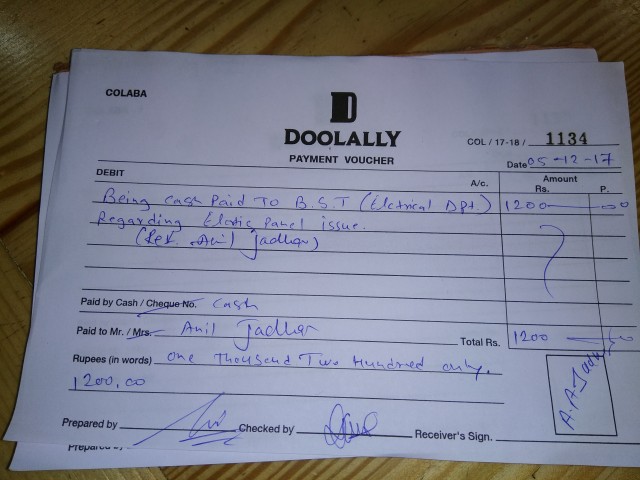 COLABA
DOOLALLY
COL / 17-18 / 1134
PAYMENT VOUCHER
Date 05-12-17
DEBIT A/c. Amount
Rs. P.
Being cash Paid To B.S.T (Elctrical Dpt.) 1200 — 00
Regarding Elctic Panel issue.
(Ref. Anil Jadhav)
Paid by Cash / Cheque No. Cash
Paid to Mr. / Mrs. Anil Jadhav Total Rs. 1200 — 00
Rupees (in words) One Thousand Two Hundred only.
1200.00
A.A.Jadhav
Prepared by Checked by Receiver's Sign.
Prepared by